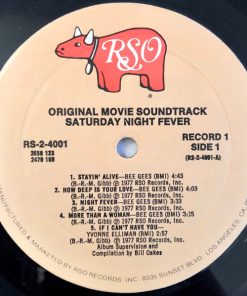 RSO
ORIGINAL MOVIE SOUNDTRACK
SATURDAY NIGHT FEVER
RS-2-4001
2658 123
2479 199
RECORD 1
SIDE 1
(RS-2-4001-A)
1. STAYIN' ALIVE—BEE GEES (BMI) 4:43
(B.-R.-M. Gibb) ℗ 1977 RSO Records, Inc.
2. HOW DEEP IS YOUR LOVE—BEE GEES (BMI) 4:03
(B.-R.-M. Gibb) ℗ 1977 RSO Records, Inc.
3. NIGHT FEVER—BEE GEES (BMI) 3:33
(B.-R.-M. Gibb) ℗ 1977 RSO Records, Inc.
4. MORE THAN A WOMAN—BEE GEES (BMI) 3:15
(B.-R.-M. Gibb) ℗ 1977 RSO Records, Inc.
5. IF I CAN'T HAVE YOU—
YVONNE ELLIMAN (BMI) 2:57
(B.-R.-M. Gibb) ℗ 1977 RSO Records, Inc.
Album Supervision and
Compilation by Bill Oakes
MANUFACTURED & MARKETED BY RSO RECORDS, INC. 8335 SUNSET BLVD. LOS ANGELES